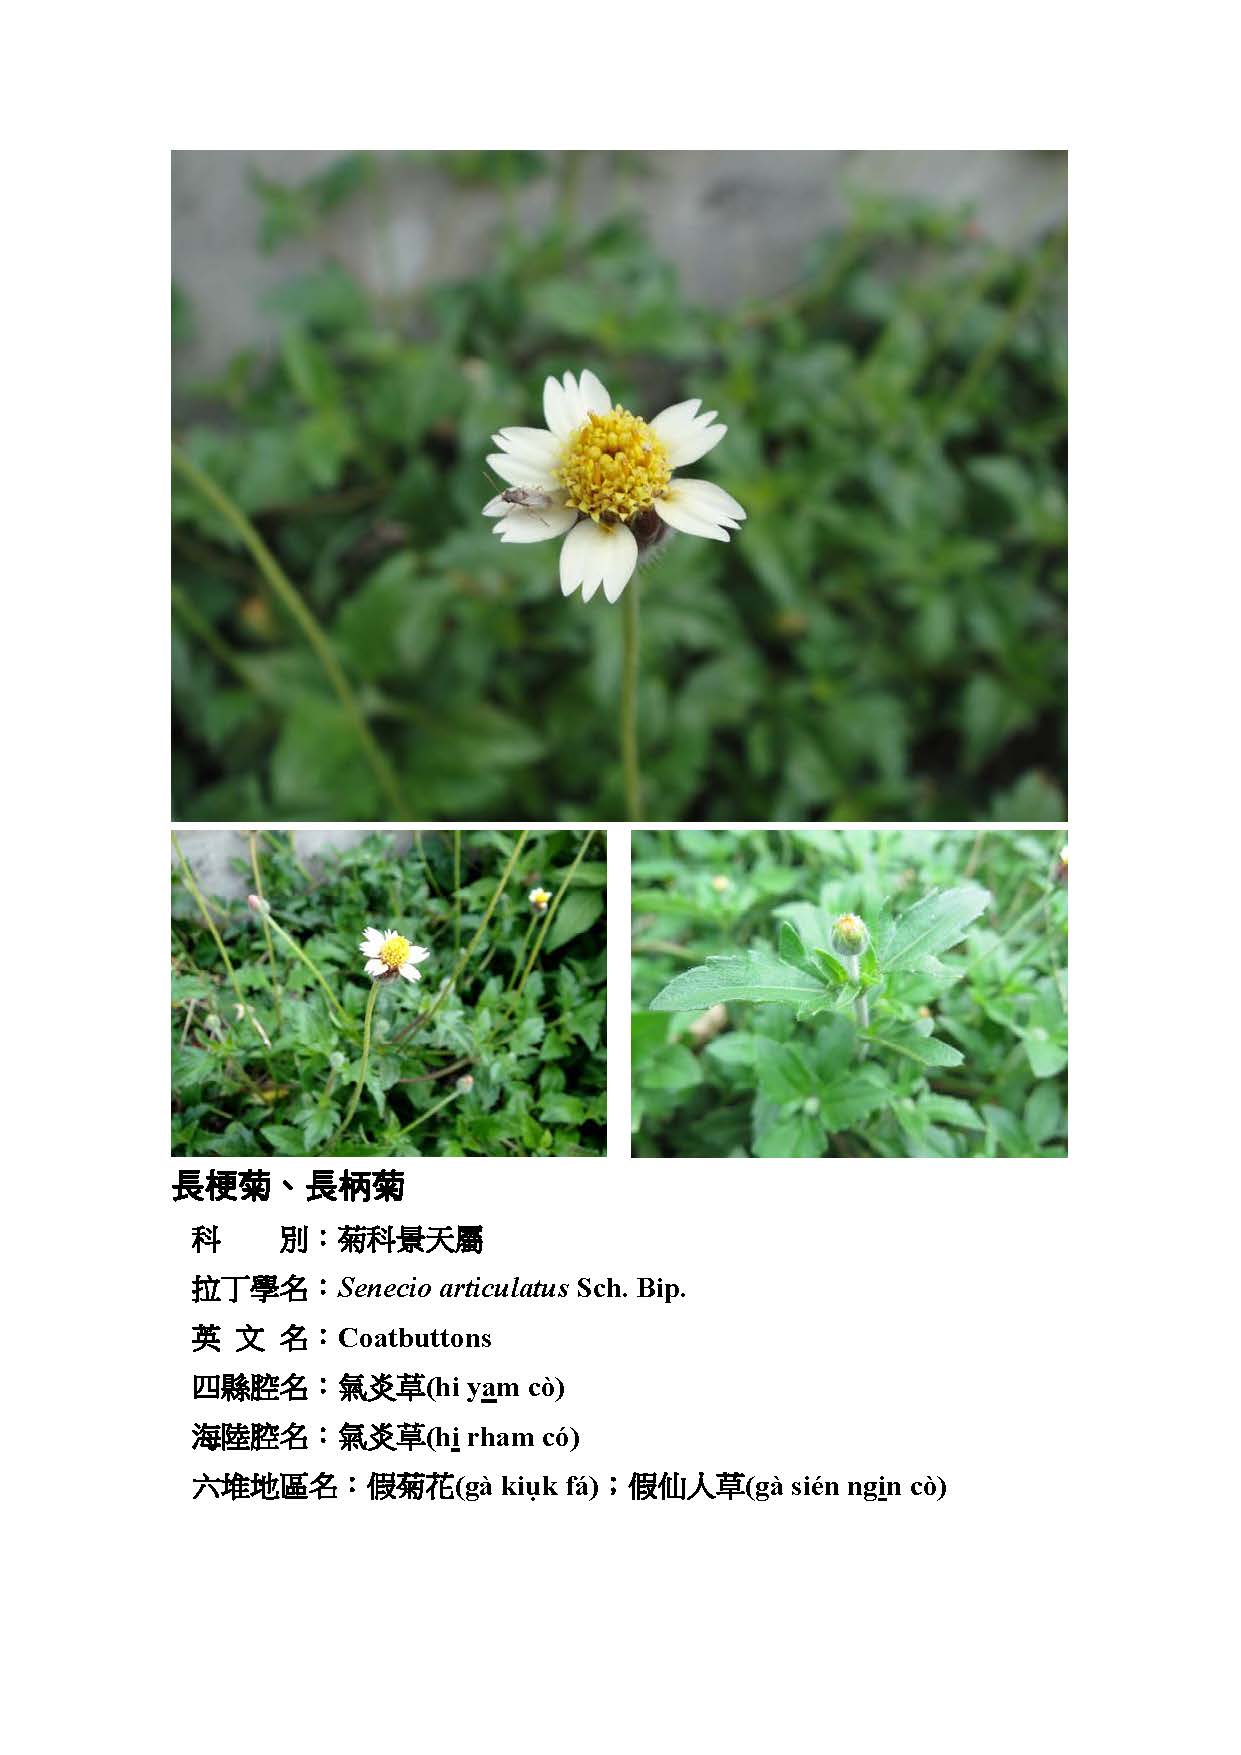 長梗菊、長柄菊
科　　別：菊科景天屬
拉丁學名：Senecio articulatus Sch. Bip.
英 文 名：Coatbuttons
四縣腔名：氣炎草(hi yam cò)
海陸腔名：氣炎草(hi rham có)
六堆地區名：假菊花(gà kiụk fá)；假仙人草(gà sién ngin cò)